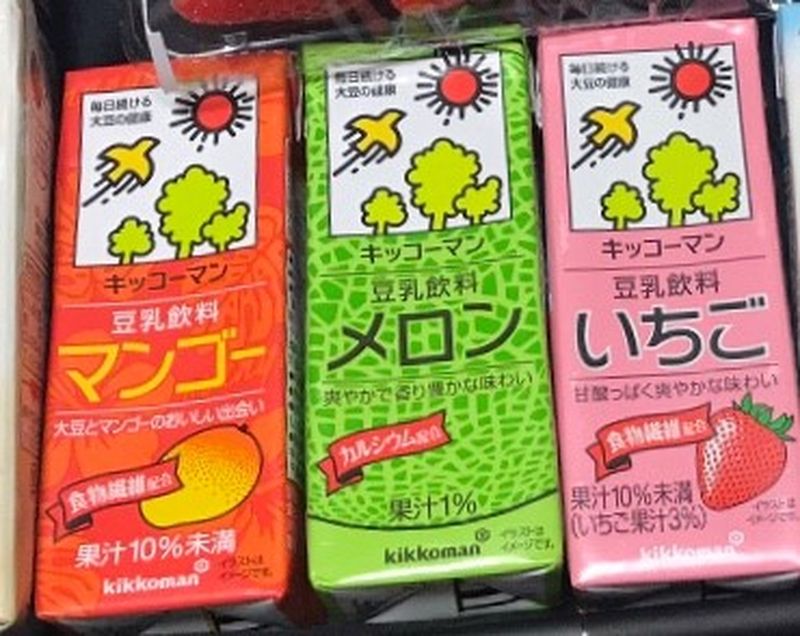 毎日続ける
大豆の健康
キッコーマン
豆乳飲料
マンゴー
大豆とマンゴーのおいしい出会い
食物繊維配合
果汁10%未満
イラストは
イメージです。
kikkoman
毎日続ける
大豆の健康
キッコーマン
豆乳飲料
メロン
爽やかで香り豊かな味わい
カルシウム配合
果汁1%
イラストは
イメージです。
kikkoman
毎日続ける
大豆の健康
キッコーマン
豆乳飲料
いちご
甘酸っぱく爽やかな味わい
食物繊維配合
果汁10%未満
(いちご果汁3%)
イラストは
イメージです。
kikkoman